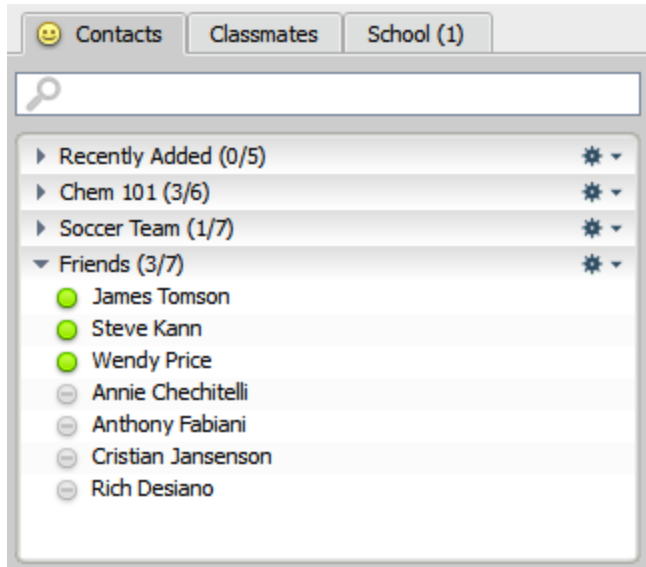 Contacts Classmates School (1)
Recently Added (0/5)
Chem 101 (3/6)
Soccer Team (1/7)
Friends (3/7)
James Tomson
Steve Kann
Wendy Price
Annie Chechitelli
Anthony Fabiani
Cristian Jansenson
Rich Desiano